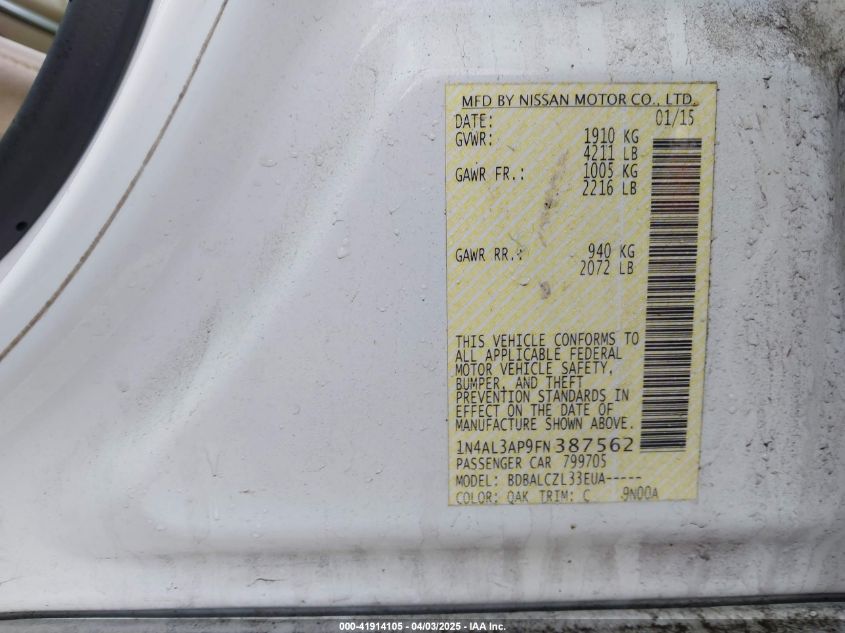 MFD BY NISSAN MOTOR CO., LTD.
DATE: 01/15
GVWR: 1910 KG
4211 LB
GAWR FR.: 1005 KG
2216 LB
GAWR RR.: 940 KG
2072 LB
THIS VEHICLE CONFORMS TO
ALL APPLICABLE FEDERAL
MOTOR VEHICLE SAFETY,
BUMPER, AND THEFT
PREVENTION STANDARDS IN
EFFECT ON THE DATE OF
MANUFACTURE SHOWN ABOVE.
1N4AL3AP9FN387562
PASSENGER CAR 799705
MODEL: BDBALCZL33EUA-----
COLOR: QAK TRIM: C 9N00A
000-41914105 - 04/03/2025 - IAA Inc.